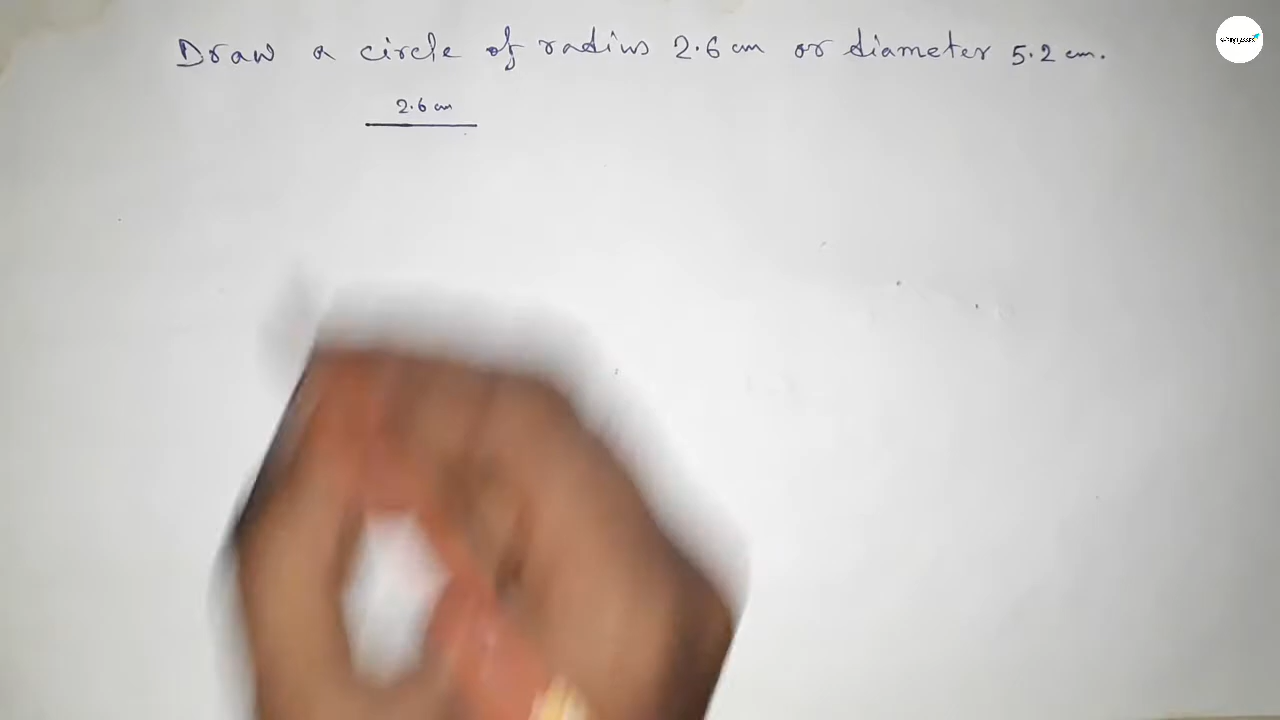 Draw a circle of radius 2.6 cm or diameter 5.2 cm.
2.6 cm